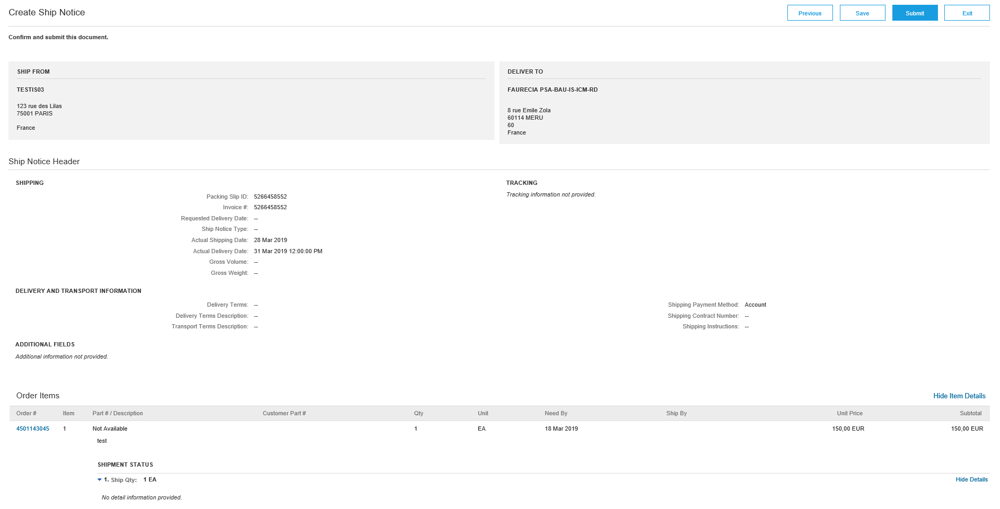 Create Ship Notice
Previous
Save
Submit
Exit
Confirm and submit this document.
SHIP FROM
TESTIS03
123 rue des Lilas
75001 PARIS
France
DELIVER TO
FAURECIA PSA-BAU-IS-ICM-RD
8 rue Emile Zola
60114 MERU
60
France
Ship Notice Header
SHIPPING
Packing Slip ID: 5266458552
Invoice #: 5266458552
Requested Delivery Date: --
Ship Notice Type: --
Actual Shipping Date: 28 Mar 2019
Actual Delivery Date: 31 Mar 2019 12:00:00 PM
Gross Volume: --
Gross Weight: --
TRACKING
Tracking information not provided.
DELIVERY AND TRANSPORT INFORMATION
Delivery Terms: --
Delivery Terms Description: --
Transport Terms Description: --
Shipping Payment Method: Account
Shipping Contract Number: --
Shipping Instructions: --
ADDITIONAL FIELDS
Additional information not provided.
Order Items
Hide Item Details
Order # Item Part # / Description Customer Part # Qty Unit Need By Ship By Unit Price Subtotal
4501143045 1 Not Available 1 EA 18 Mar 2019 150,00 EUR 150,00 EUR
test
SHIPMENT STATUS
1. Ship Qty: 1 EA
Hide Details
No detail information provided.